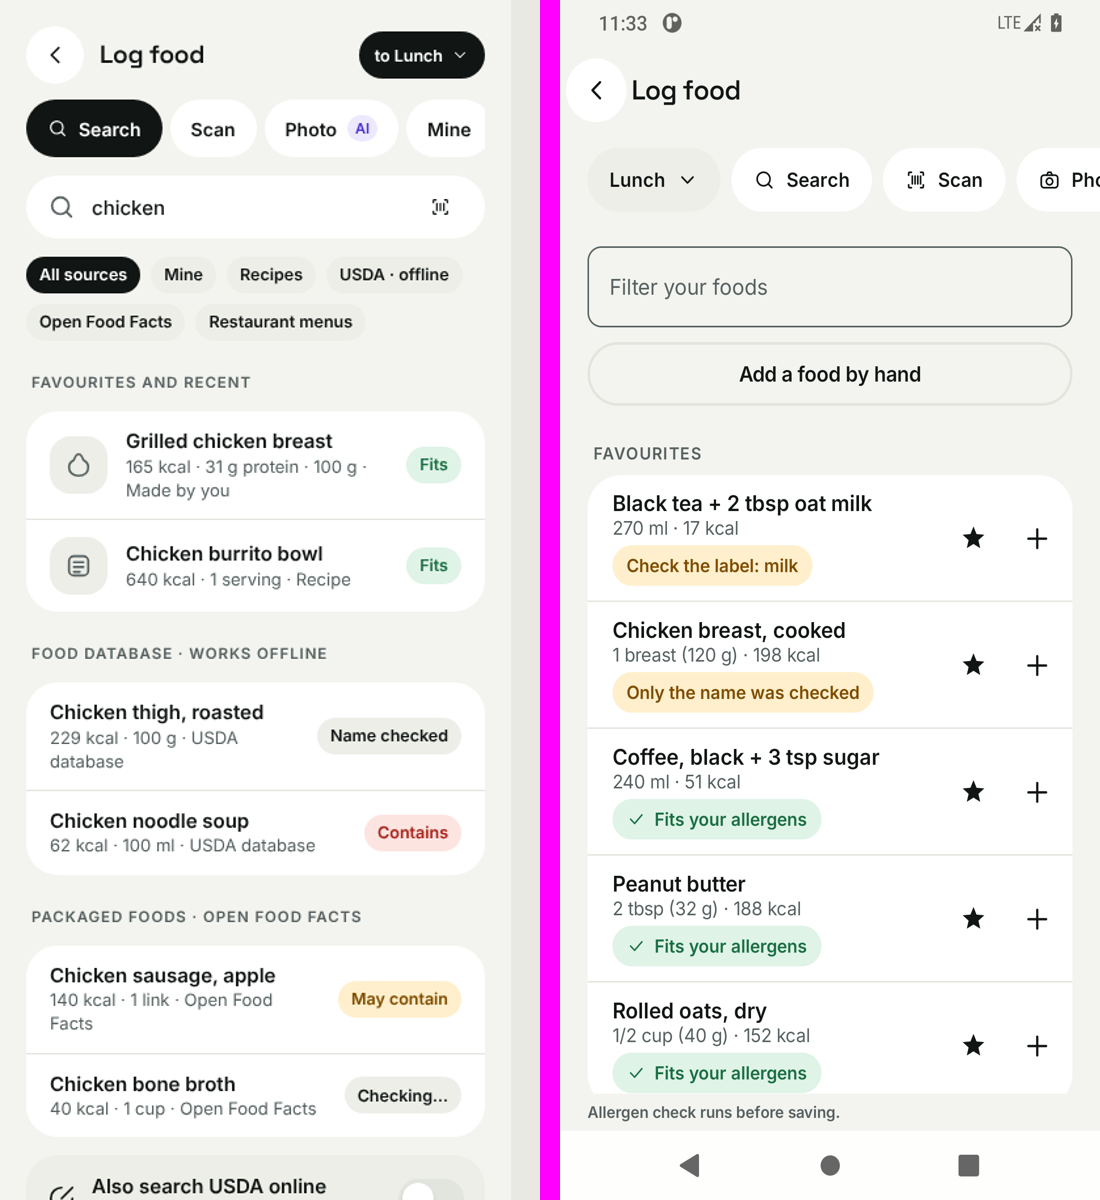 Log food
to Lunch
Search
Scan
Photo AI
Mine
chicken
All sources
Mine
Recipes
USDA · offline
Open Food Facts
Restaurant menus
FAVOURITES AND RECENT
Grilled chicken breast
165 kcal · 31 g protein · 100 g ·
Made by you
Fits
Chicken burrito bowl
640 kcal · 1 serving · Recipe
Fits
FOOD DATABASE · WORKS OFFLINE
Chicken thigh, roasted
229 kcal · 100 g · USDA
database
Name checked
Chicken noodle soup
62 kcal · 100 ml · USDA database
Contains
PACKAGED FOODS · OPEN FOOD FACTS
Chicken sausage, apple
140 kcal · 1 link · Open Food
Facts
May contain
Chicken bone broth
40 kcal · 1 cup · Open Food Facts
Checking...
Also search USDA online
11:33
LTE
Log food
Lunch
Search
Scan
Pho
Filter your foods
Add a food by hand
FAVOURITES
Black tea + 2 tbsp oat milk
270 ml · 17 kcal
Check the label: milk
Chicken breast, cooked
1 breast (120 g) · 198 kcal
Only the name was checked
Coffee, black + 3 tsp sugar
240 ml · 51 kcal
Fits your allergens
Peanut butter
2 tbsp (32 g) · 188 kcal
Fits your allergens
Rolled oats, dry
1/2 cup (40 g) · 152 kcal
Fits your allergens
Allergen check runs before saving.